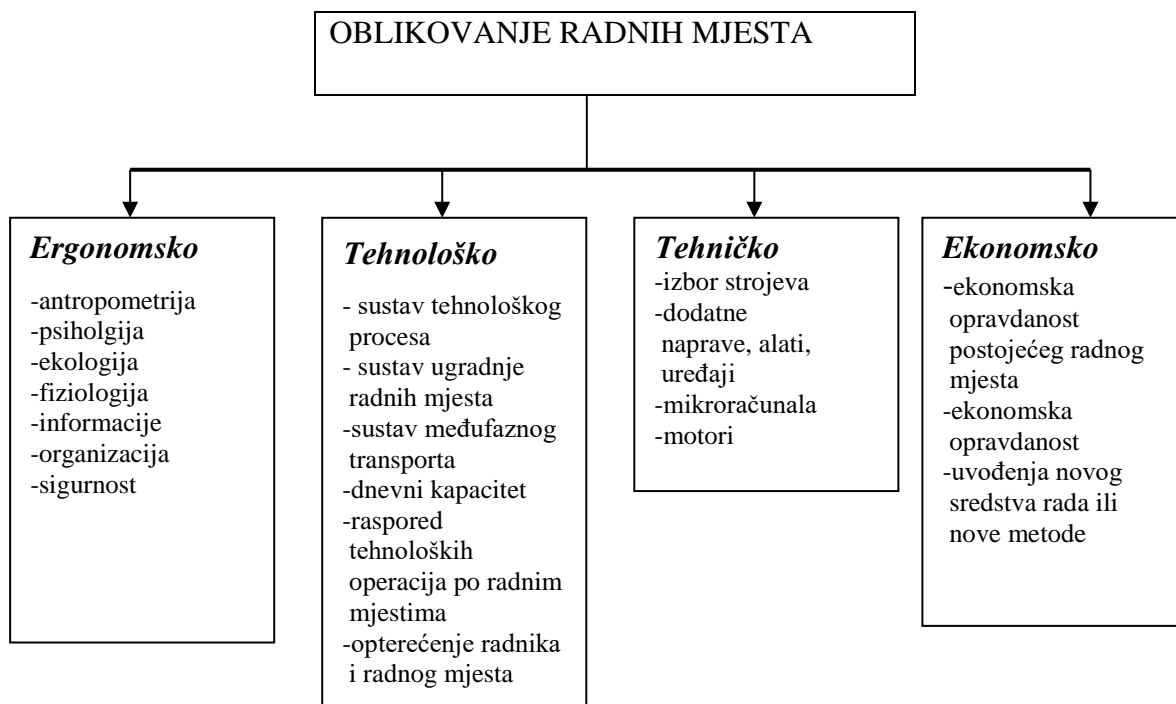 OBLIKOVANJE RADNIH MJESTA
Ergonomsko
-antropometrija
-psiholgija
-ekologija
-fiziologija
-informacije
-organizacija
-sigurnost
Tehnološko
- sustav tehnološkog
procesa
- sustav ugradnje
radnih mjesta
-sustav međufaznog
transporta
-dnevni kapacitet
-raspored
tehnoloških
operacija po radnim
mjestima
-opterećenje radnika
i radnog mjesta
Tehničko
-izbor strojeva
-dodatne
naprave, alati,
uređaji
-mikroračunala
-motori
Ekonomsko
-ekonomska
opravdanost
postojećeg radnog
mjesta
-ekonomska
opravdanost
-uvođenja novog
sredstva rada ili
nove metode